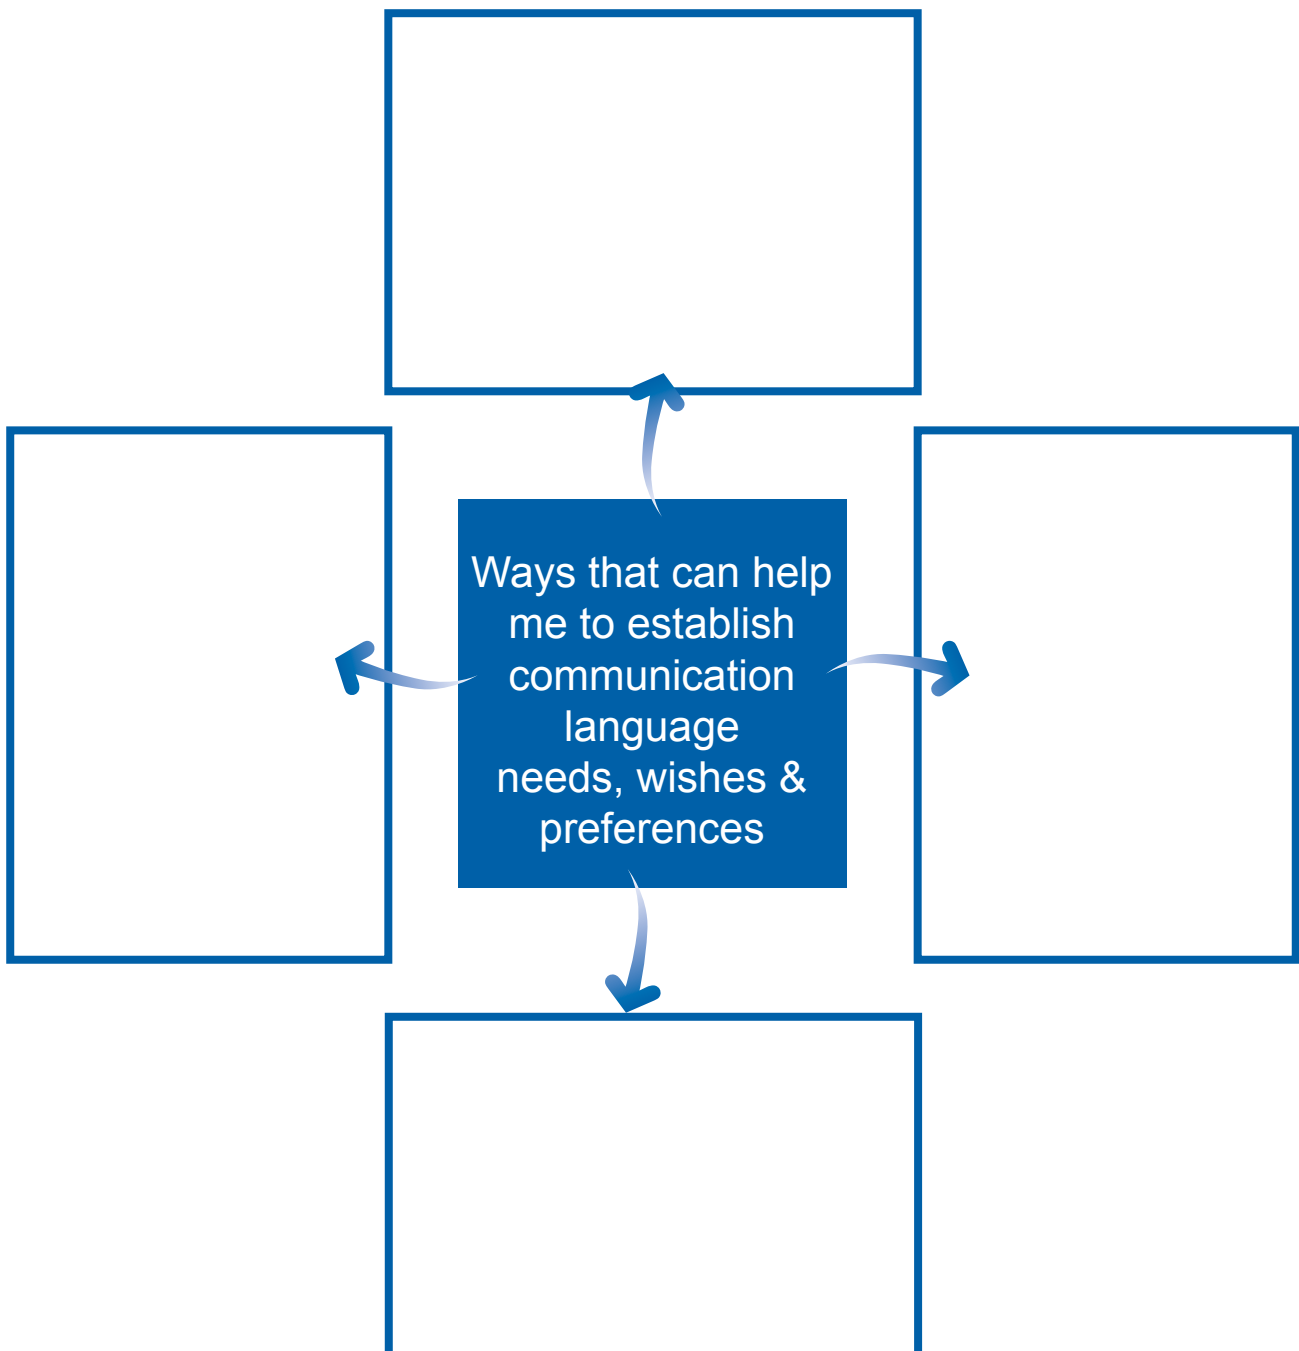 Ways that can help
me to establish
communication
language
needs, wishes &
preferences